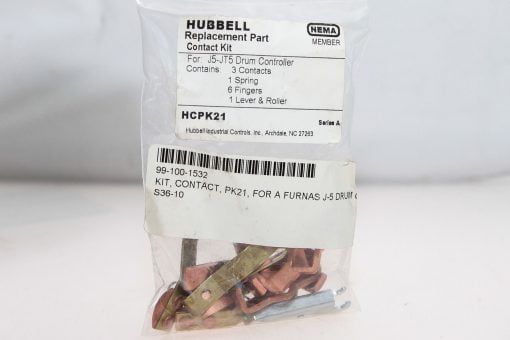 HUBBELL
Replacement Part
Contact Kit
NEMA
MEMBER
For: J5-JT5 Drum Controller
Contains: 3 Contacts
1 Spring
6 Fingers
1 Lever & Roller
HCPK21
Series A
Hubbell Industrial Controls, Inc., Archdale, NC 27263
99-100-1532
KIT, CONTACT, PK21, FOR A FURNAS J-5 DRUM
S36-10